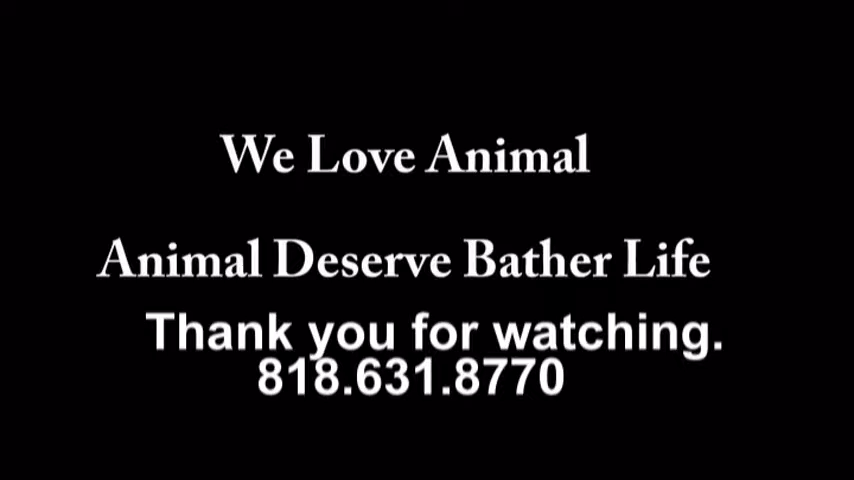 We Love Animal
Animal Deserve Bather Life
Thank you for watching.
818.631.8770